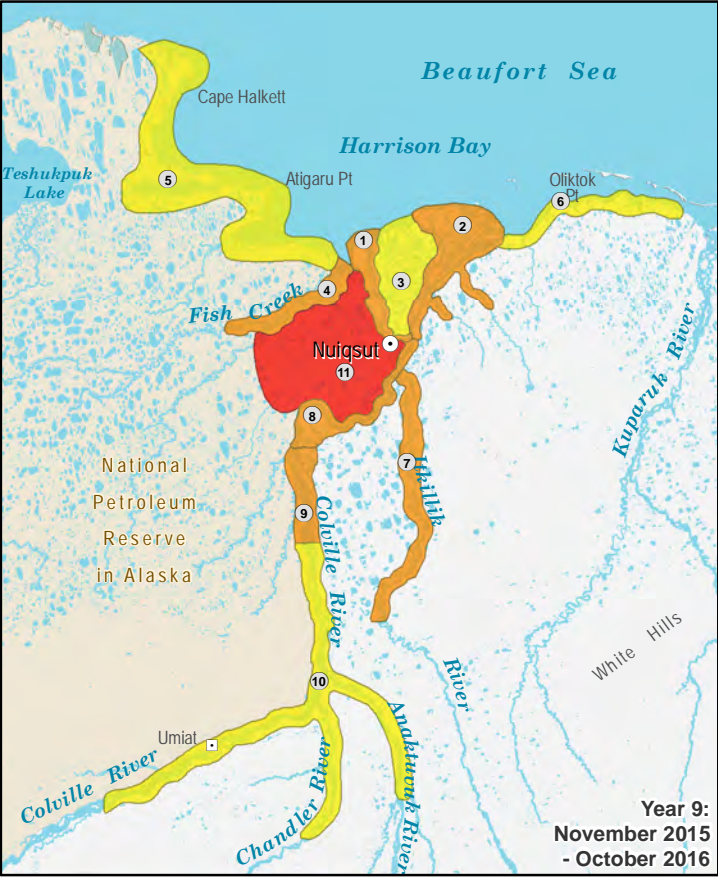 Beaufort Sea
Cape Halkett
Harrison Bay
Teshukpuk
Lake
5
Atigaru Pt
Oliktok
Pt
6
1
2
3
4
Fish Creek
Nuiqsut
11
8
Kuparuk River
7
Itkillik
River
National
Petroleum
Reserve
in Alaska
9
Colville River
White Hills
10
Umiat
Colville River
Chandler River
Anaktuvuk River
Year 9:
November 2015
- October 2016